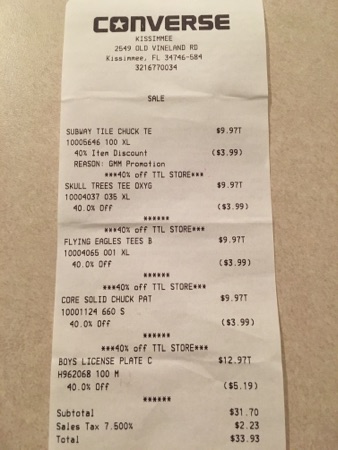 CONVERSE
KISSIMMEE
2549 OLD VINELAND RD
Kissimmee, FL 34746-584
3216770034
SALE
SUBWAY TILE CHUCK TE $9.97T
10005646 100 XL
40% Item Discount ($3.99)
REASON: GMM Promotion
***40% off TTL STORE***
SKULL TREES TEE OXYG $9.97T
10004037 035 XL
40.0% Off ($3.99)
******
***40% off TTL STORE***
FLYING EAGLES TEES B $9.97T
10004065 001 XL
40.0% Off ($3.99)
******
***40% off TTL STORE***
CORE SOLID CHUCK PAT $9.97T
10001124 660 S
40.0% Off ($3.99)
******
***40% off TTL STORE***
BOYS LICENSE PLATE C $12.97T
H962068 100 M
40.0% Off ($5.19)
******
Subtotal $31.70
Sales Tax 7.500% $2.23
Total $33.93